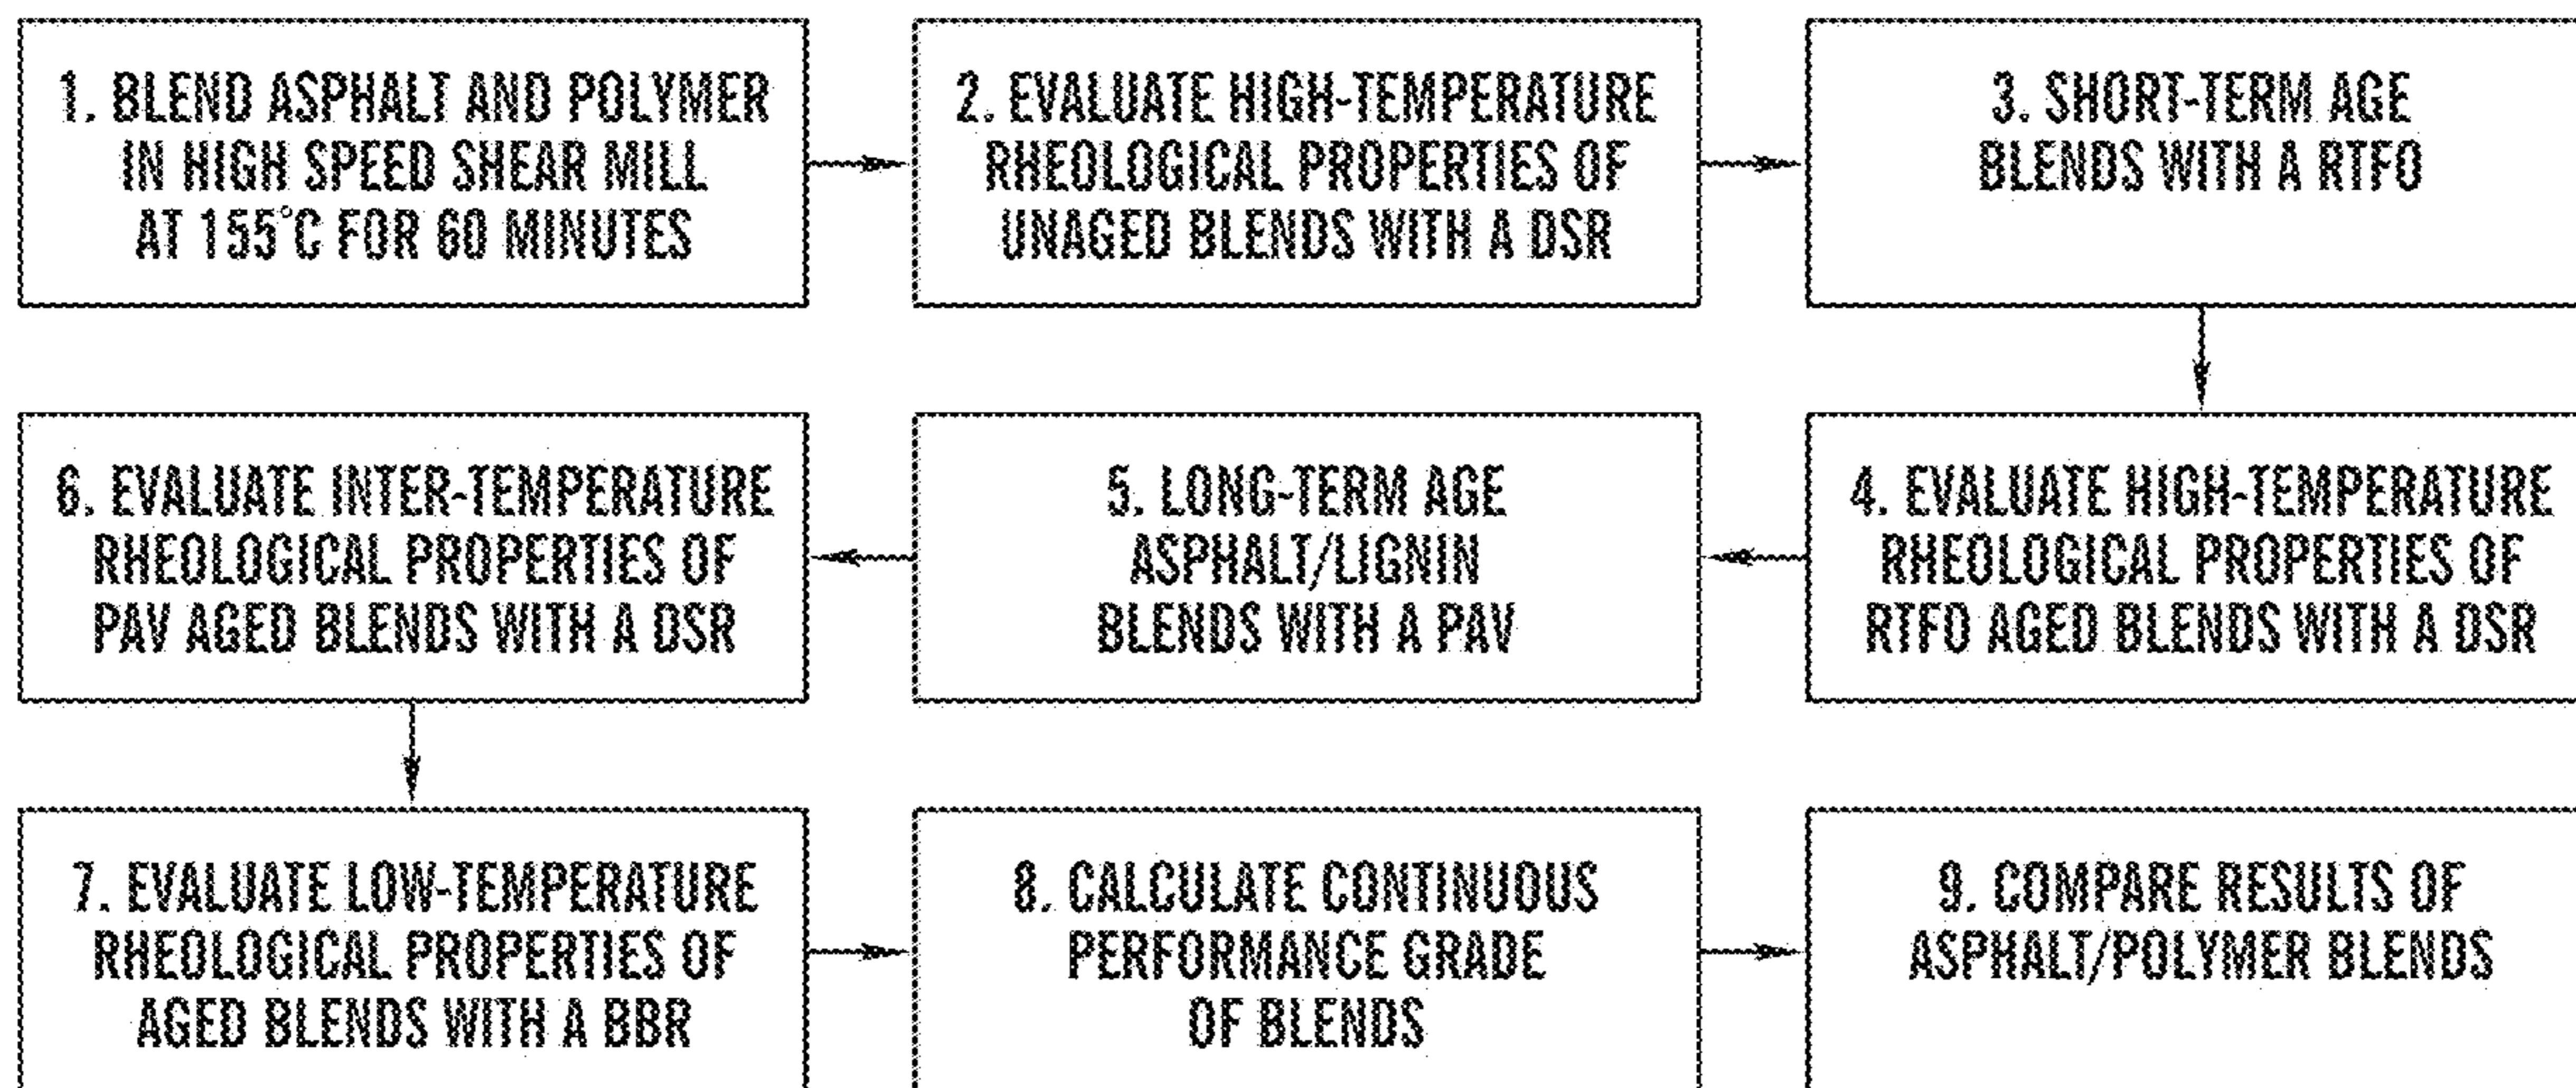 1. BLEND ASPHALT AND POLYMER
IN HIGH SPEED SHEAR MILL
AT 155°C FOR 60 MINUTES
2. EVALUATE HIGH-TEMPERATURE
RHEOLOGICAL PROPERTIES OF
UNAGED BLENDS WITH A DSR
3. SHORT-TERM AGE
BLENDS WITH A RTFO
4. EVALUATE HIGH-TEMPERATURE
RHEOLOGICAL PROPERTIES OF
RTFO AGED BLENDS WITH A DSR
5. LONG-TERM AGE
ASPHALT/LIGNIN
BLENDS WITH A PAV
6. EVALUATE INTER-TEMPERATURE
RHEOLOGICAL PROPERTIES OF
PAV AGED BLENDS WITH A DSR
7. EVALUATE LOW-TEMPERATURE
RHEOLOGICAL PROPERTIES OF
AGED BLENDS WITH A BBR
8. CALCULATE CONTINUOUS
PERFORMANCE GRADE
OF BLENDS
9. COMPARE RESULTS OF
ASPHALT/POLYMER BLENDS